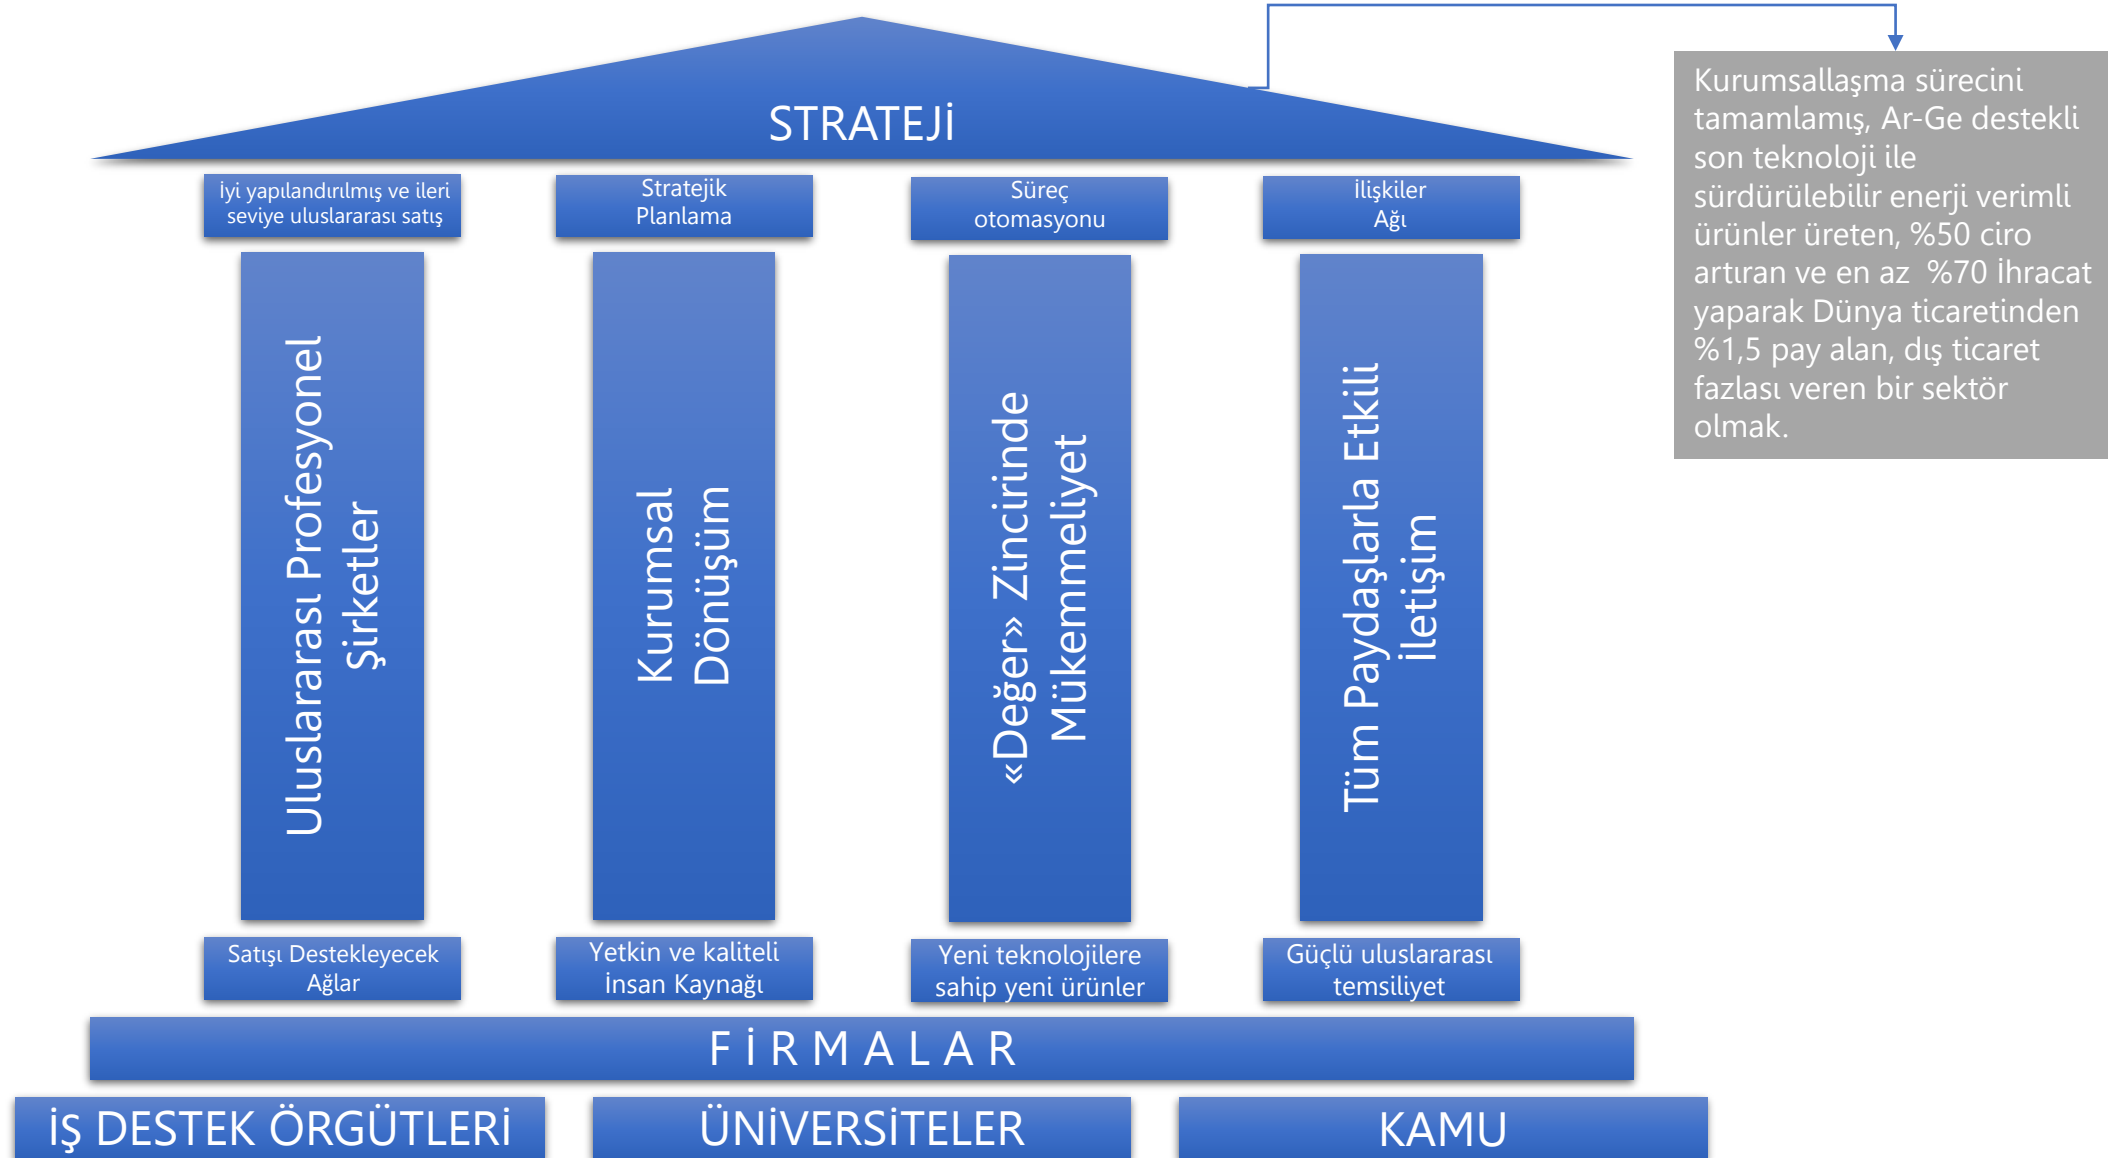 STRATEJİ
Kurumsallaşma sürecini
tamamlamış, Ar-Ge destekli
son teknoloji ile
sürdürülebilir enerji verimli
ürünler üreten, %50 ciro
artıran ve en az  %70 İhracat
yaparak Dünya ticaretinden
%1,5 pay alan, dış ticaret
fazlası veren bir sektör
olmak.
İyi yapılandırılmış ve ileri
seviye uluslararası satış
Stratejik
Planlama
Süreç
otomasyonu
İlişkiler
Ağı
Uluslararası Profesyonel
Şirketler
Kurumsal
Dönüşüm
«Değer» Zincirinde
Mükemmeliyet
Tüm Paydaşlarla Etkili
İletişim
Satışı Destekleyecek
Ağlar
Yetkin ve kaliteli
İnsan Kaynağı
Yeni teknolojilere
sahip yeni ürünler
Güçlü uluslararası
temsiliyet
F İ R M A L A R
İŞ DESTEK ÖRGÜTLERİ
ÜNİVERSİTELER
KAMU